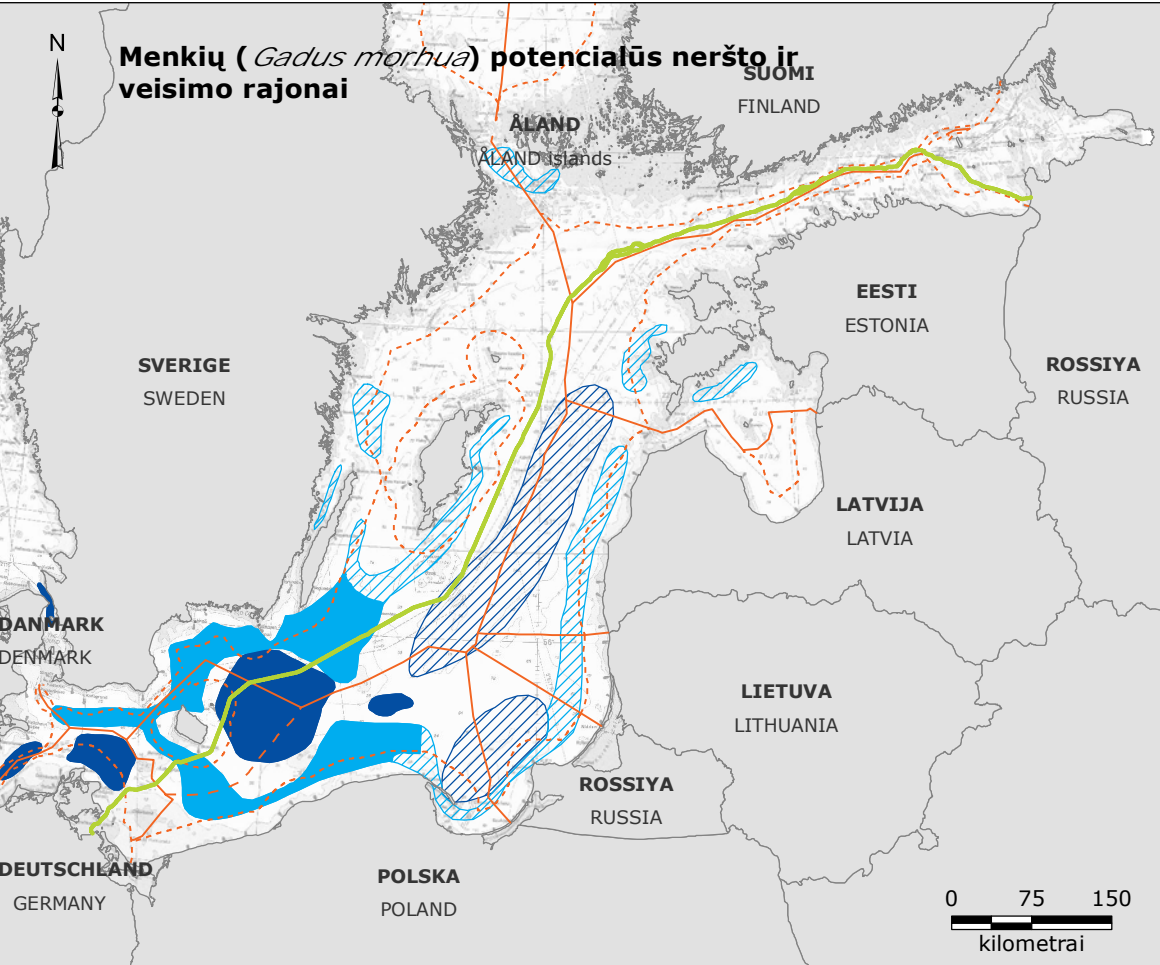 N
Menkių ( Gadus morhua) potencialūs neršto ir
veisimo rajonai
SUOMI
FINLAND
ÅLAND
ÅLAND islands
EESTI
ESTONIA
SVERIGE
SWEDEN
ROSSIYA
RUSSIA
LATVIJA
LATVIA
DANMARK
DENMARK
LIETUVA
LITHUANIA
ROSSIYA
RUSSIA
DEUTSCHLAND
GERMANY
POLSKA
POLAND
0 75 150
kilometrai